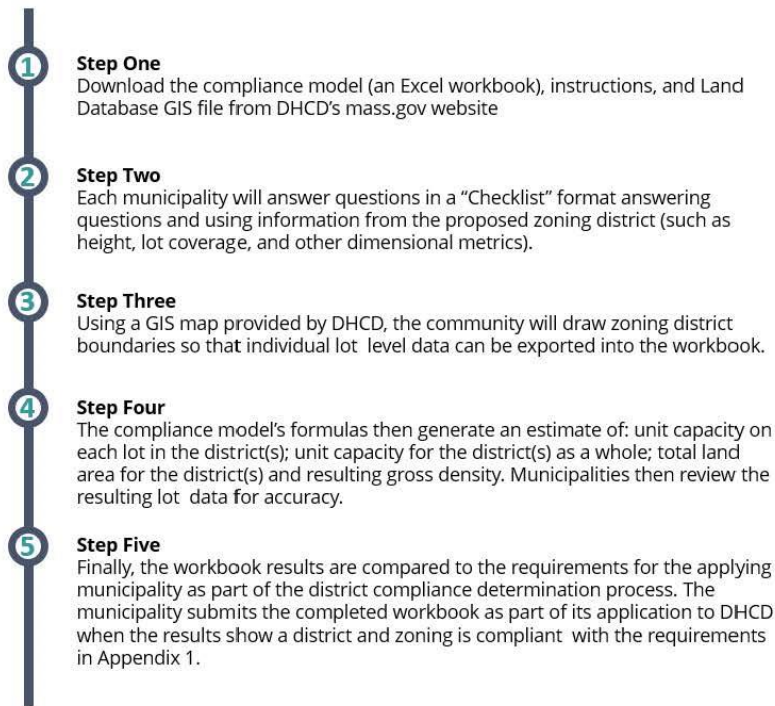 1
Step One
Download the compliance model (an Excel workbook), instructions, and Land
Database GIS file from DHCD's mass.gov website
2
Step Two
Each municipality will answer questions in a “Checklist” format answering
questions and using information from the proposed zoning district (such as
height, lot coverage, and other dimensional metrics).
3
Step Three
Using a GIS map provided by DHCD, the community will draw zoning district
boundaries so that individual lot level data can be exported into the workbook.
4
Step Four
The compliance model's formulas then generate an estimate of: unit capacity on
each lot in the district(s); unit capacity for the district(s) as a whole; total land
area for the district(s) and resulting gross density. Municipalities then review the
resulting lot data for accuracy.
5
Step Five
Finally, the workbook results are compared to the requirements for the applying
municipality as part of the district compliance determination process. The
municipality submits the completed workbook as part of its application to DHCD
when the results show a district and zoning is compliant with the requirements
in Appendix 1.